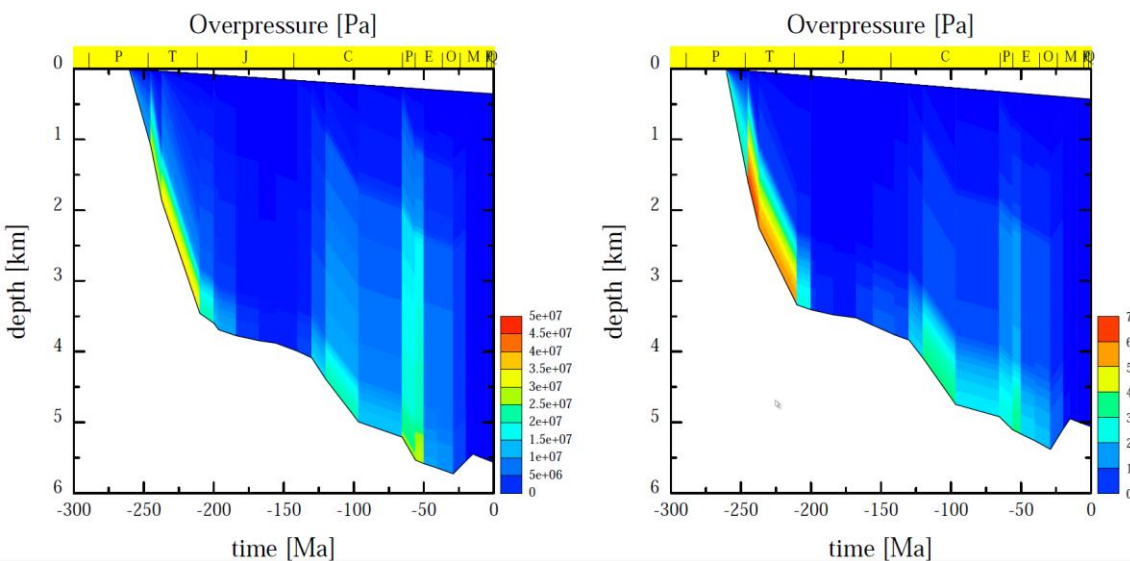 Overpressure [Pa]
P T J C P E O M Q
0
1
2
3
4
5
6
depth [km]
-300 -250 -200 -150 -100 -50 0
time [Ma]
5e+07
4.5e+07
4e+07
3.5e+07
3e+07
2.5e+07
2e+07
1.5e+07
1e+07
5e+06
0
Overpressure [Pa]
P T J C P E O M Q
0
1
2
3
4
5
6
depth [km]
-300 -250 -200 -150 -100 -50 0
time [Ma]
7
6
5
4
3
2
1
0